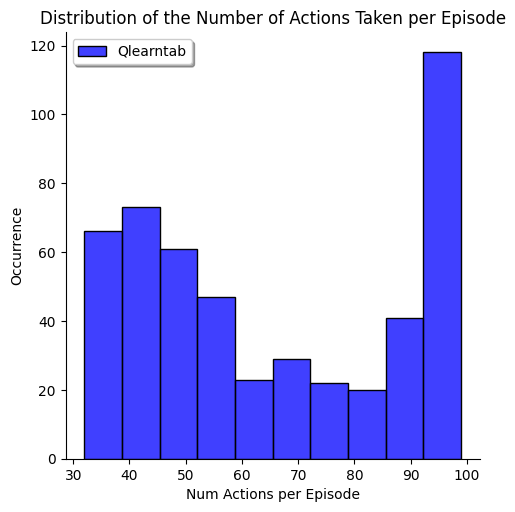 Distribution of the Number of Actions Taken per Episode
Qlearntab
120
100
80
60
40
20
0
Occurrence
30 40 50 60 70 80 90 100
Num Actions per Episode